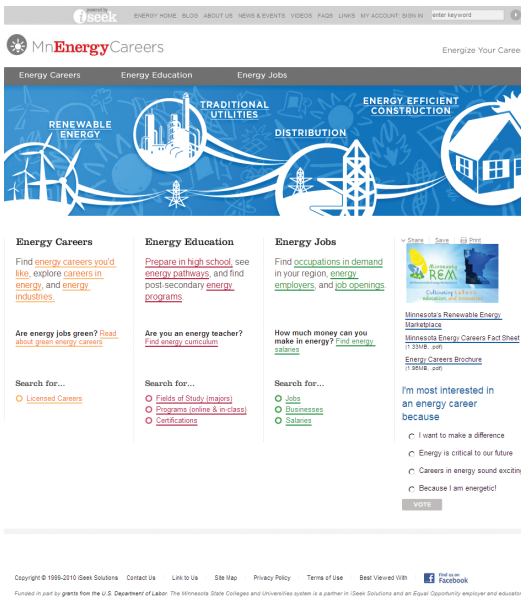 powered by
iseek
ENERGY HOME BLOG ABOUT US NEWS & EVENTS VIDEOS FAQS LINKS MY ACCOUNT: SIGN IN enter keyword
MnEnergyCareers
Energize Your Caree
Energy Careers Energy Education Energy Jobs
RENEWABLE
ENERGY
TRADITIONAL
UTILITIES
DISTRIBUTION
ENERGY EFFICIENT
CONSTRUCTION
Energy Careers
Find energy careers you'd
like, explore careers in
energy, and energy
industries.
Are energy jobs green? Read
about green energy careers
Search for...
Licensed Careers
Energy Education
Prepare in high school, see
energy pathways, and find
post-secondary energy
programs.
Are you an energy teacher?
Find energy curriculum
Search for...
Fields of Study (majors)
Programs (online & in-class)
Certifications
Energy Jobs
Find occupations in demand
in your region, energy
employers, and job openings.
How much money can you
make in energy? Find energy
salaries
Search for...
Jobs
Businesses
Salaries
Share Save Print
Minnesota
REM
Cultivating
education and
Minnesota's Renewable Energy
Marketplace
Minnesota Energy Careers Fact Sheet
(1.33MB, .pdf)
Energy Careers Brochure
(1.96MB, .pdf)
I'm most interested in
an energy career
because
I want to make a difference
Energy is critical to our future
Careers in energy sound exciting
Because I am energetic!
VOTE
Copyright © 1999-2010 iSeek Solutions Contact Us Link to Us Site Map Privacy Policy Terms of Use Best Viewed With Find us on Facebook
Funded in part by grants from the U.S. Department of Labor. The Minnesota State Colleges and Universities system is a partner in iSeek Solutions and an Equal Opportunity employer and educato